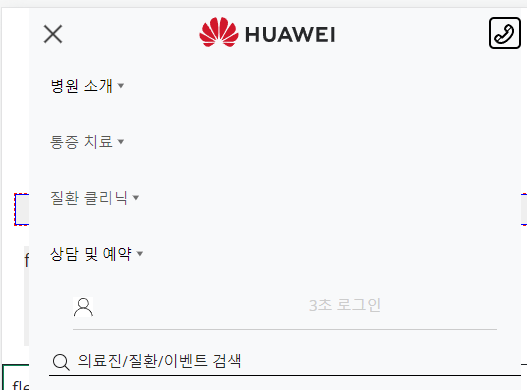 HUAWEI
병원 소개
통증 치료
질환 클리닉
f
상담 및 예약
3초 로그인
의료진/질환/이벤트 검색
fle